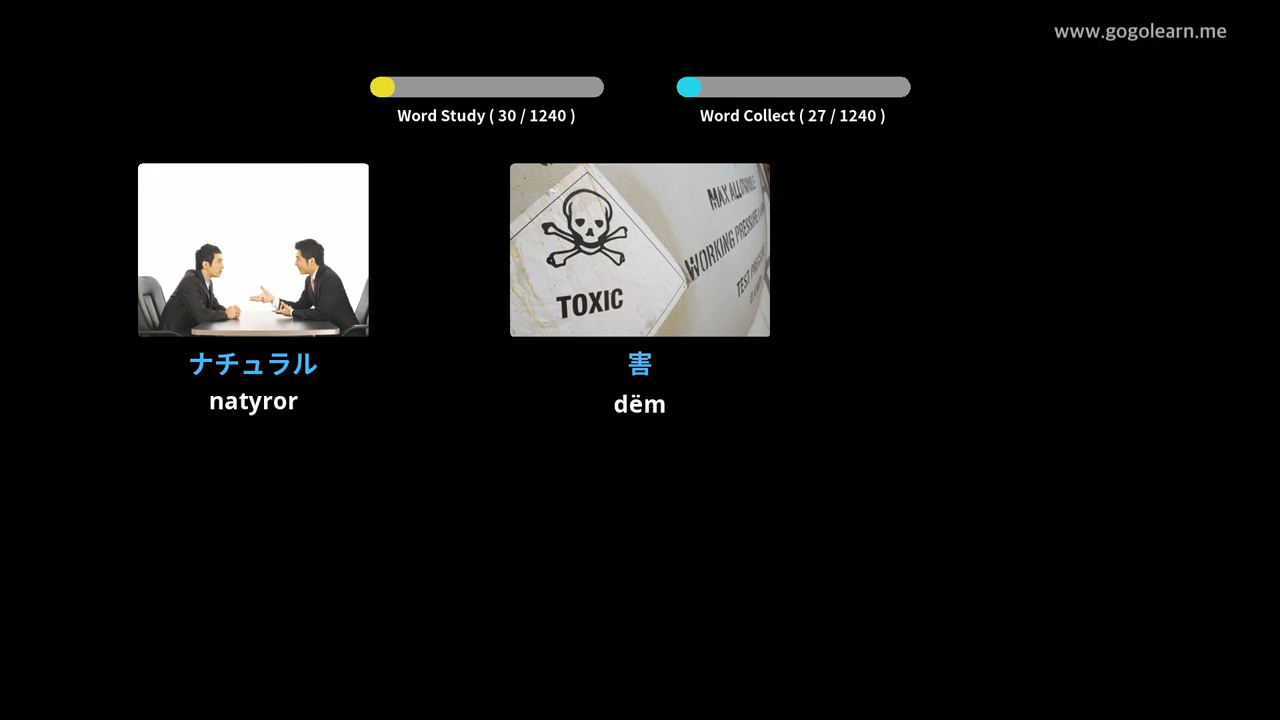 www.gogolearn.me
Word Study ( 30 / 1240 )
Word Collect ( 27 / 1240 )
TOXIC
MAX ALLOWABLE
WORKING PRESSURE
TEST
ナチュラル
害
natyror
dëm